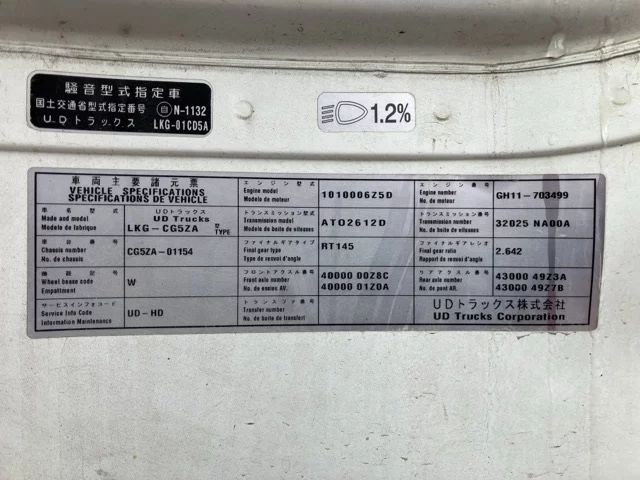 騒音型式指定車
国土交通省型式指定番号 自 N-1132
UDトラックス LKG-01CD5A
1.2%
車両主要諸元票
VEHICLE SPECIFICATIONS
SPECIFICATIONS DE VEHICLE
車名型式
Make and model
Modele de fabrique
UDトラックス
UD Trucks
LKG-CG5ZA 型 TYPE
車台番号
Chassis number
No. de chassis
CG5ZA-01154
機能記号
Wheel base code
Empattement
W
サービスインフォコード
Service Info Code
Information Maintenance
UD-HD
エンジン型式
Engine model
Modele de moteur
1010006Z5D
トランスミッション型式
Transmission model
Modele de boite de vitesses
ATO2612D
ファイナルギアタイプ
Final gear type
Type de renvoi d'angle
RT145
フロントアクスル番号
Front axle number
No. de essieu AV.
40000 00Z8C
40000 01Z0A
トランスファ番号
Transfer number
No. de boite de transfert
エンジン番号
Engine number
No. de moteur
GH11-703499
トランスミッション番号
Transmission number
No. de boite de vitesses
32025 NA00A
ファイナルギアレシオ
Final gear ratio
Rapport de renvoi d'angle
2.642
リアアクスル番号
Rear axle number
No. de pont AR.
43000 49Z3A
43000 49Z7B
UDトラックス株式会社
UD Trucks Corporation